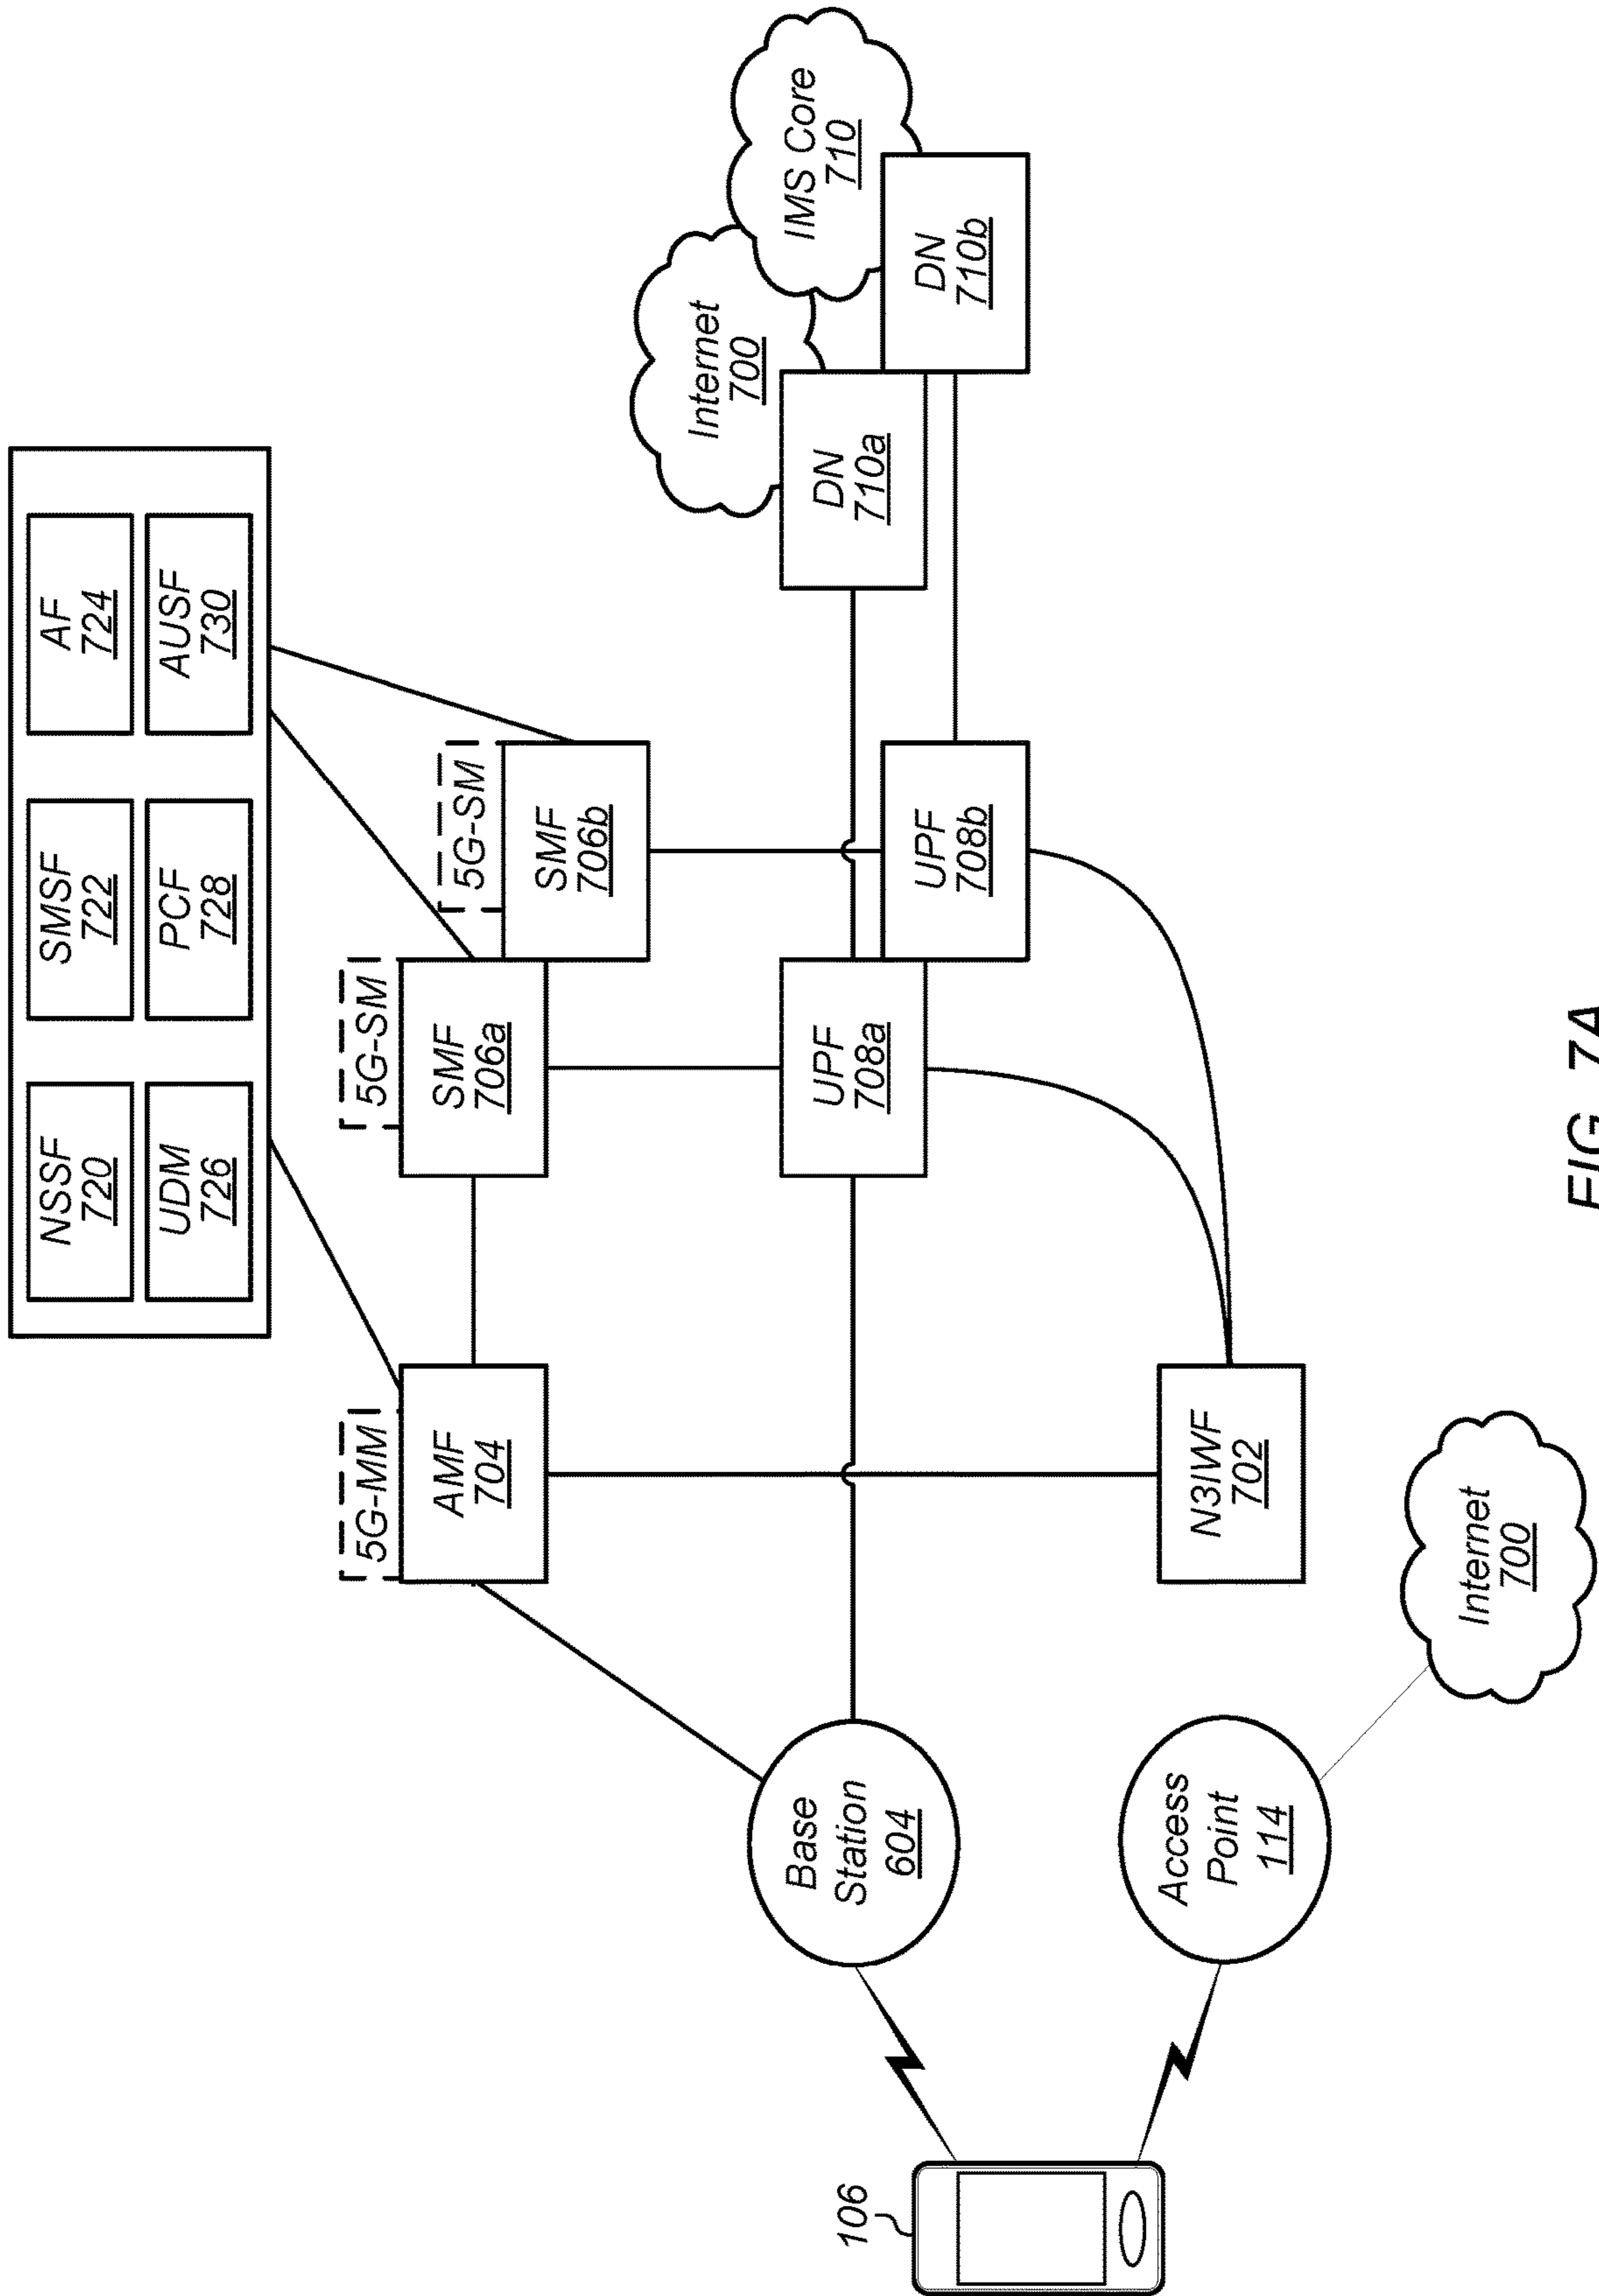 NSSF
720
SMSF
722
AF
724
UDM
726
PCF
728
AUSF
730
5G-MM
AMF
704
5G-SM
SMF
706a
5G-SM
SMF
706b
Internet
700
IMS Core
710
106
Base
Station
604
UPF
708a
UPF
708b
DN
710a
DN
710b
Access
Point
114
N3IWF
702
Internet
700
FIG. 7A